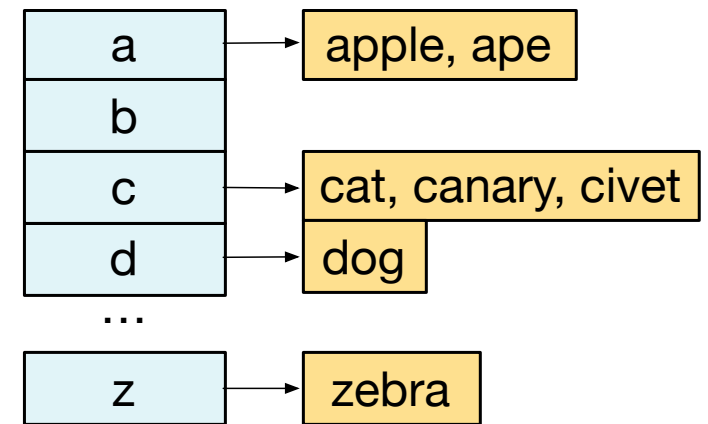 a apple, ape
b
c cat, canary, civet
d dog
...
z zebra